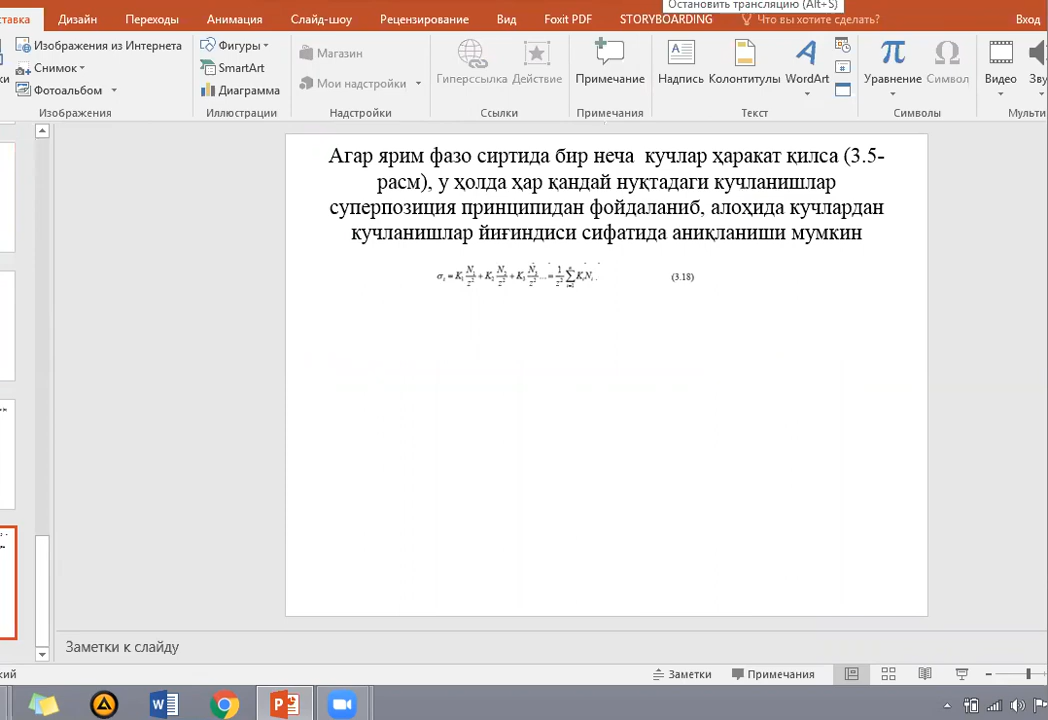 Остановить трансляцию (Alt+S)
ставка Дизайн Переходы Анимация Слайд-шоу Рецензирование Вид Foxit PDF STORYBOARDING Что вы хотите сделать? Вход
Изображения из Интернета
Снимок
Фотоальбом
Изображения
Фигуры
SmartArt
Диаграмма
Иллюстрации
Магазин
Мои надстройки
Надстройки
Гиперссылка Действие
Ссылки
Примечание
Примечания
Надпись Колонтитулы WordArt
Текст
Уравнение Символ
Символы
Видео Зву
Мульти
Агар ярим фазо сиртида бир неча кучлар ҳаракат қилса (3.5-
расм), у ҳолда ҳар қандай нуқтадаги кучланишлар
суперпозиция принципидан фойдаланиб, алоҳида кучлардан
кучланишлар йиғиндиси сифатида аниқланиши мумкин
(3.18)
Заметки к слайду
кий Заметки Примечания